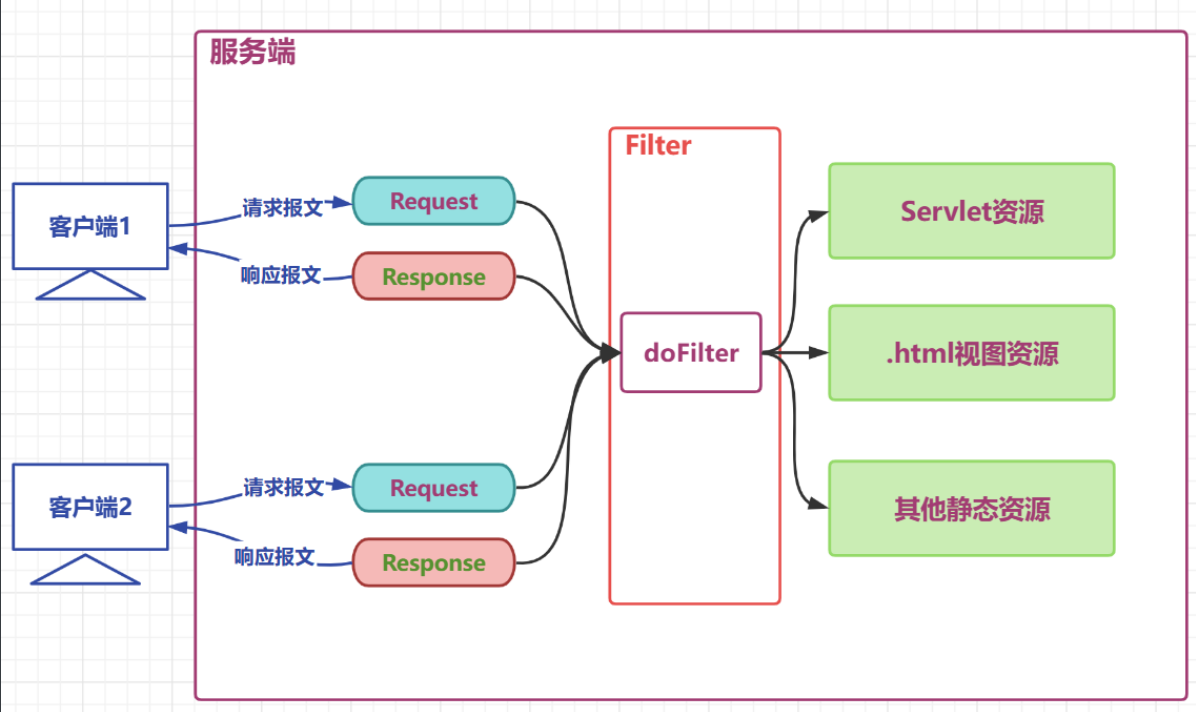 服务端
Filter
客户端1
请求报文
Request
响应报文
Response
doFilter
Servlet资源
.html视图资源
其他静态资源
客户端2
请求报文
Request
响应报文
Response